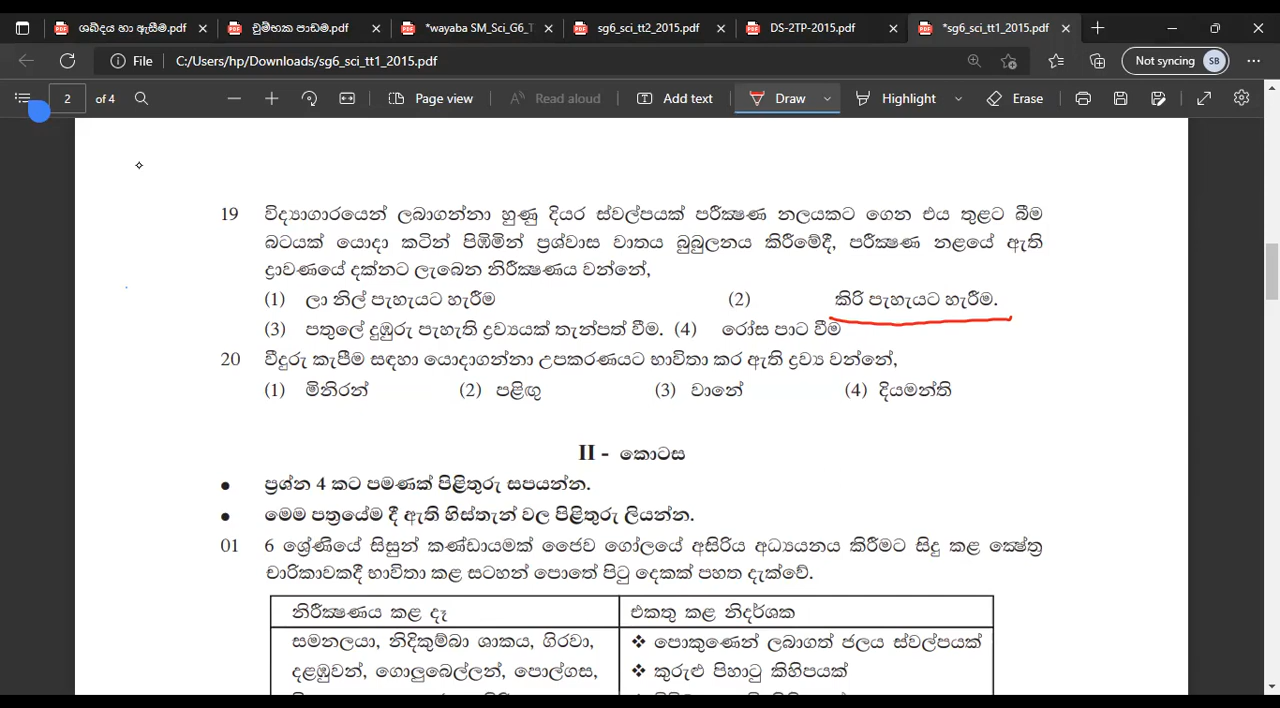 ශබ්දය හා ඇසීම.pdf
චුම්භක පාඩම්.pdf
*wayaba SM_Sci_G6_T
sg6_sci_tt2_2015.pdf
DS-2TP-2015.pdf
*sg6_sci_tt1_2015.pdf
File C:/Users/hp/Downloads/sg6_sci_tt1_2015.pdf Not syncing SB
2 of 4 Page view Read aloud Add text Draw Highlight Erase
19 විද්‍යාගාරයෙන් ලබාගන්නා හුණු දියර ස්වල්පයක් පරීක්‍ෂණ නලයකට ගෙන එය තුළට බීම
බටයක් යොදා කටින් පිඹිමින් ප්‍රශ්වාස වාතය බුබුලනය කිරීමේදී, පරීක්‍ෂණ නළයේ ඇති
ද්‍රාවණයේ දක්නට ලැබෙන නිරීක්‍ෂණය වන්නේ,
(1) ලා නිල් පැහැයට හැරීම (2) කිරි පැහැයට හැරීම.
(3) පතුලේ දුඹුරු පැහැති ද්‍රව්‍යයක් තැන්පත් වීම. (4) රෝස පාට වීම
20 වීදුරු කැපීම සඳහා යොදාගන්නා උපකරණයට භාවිතා කර ඇති ද්‍රව්‍ය වන්නේ,
(1) මිනිරන් (2) පළිඟු (3) වානේ (4) දියමන්ති
II - කොටස
● ප්‍රශ්න 4 කට පමණක් පිළිතුරු සපයන්න.
● මෙම පත්‍රයේම දී ඇති හිස්තැන් වල පිළිතුරු ලියන්න.
01 6 ශ්‍රේණියේ සිසුන් කණ්ඩායමක් ජෛව ගෝලයේ අසිරිය අධ්‍යයනය කිරීමට සිදු කළ ක්‍ෂේත්‍ර
චාරිකාවකදී භාවිතා කළ සටහන් පොතේ පිටු දෙකක් පහත දැක්වේ.
නිරීක්‍ෂණය කළ දෑ එකතු කළ නිදර්ශක
සමනලයා, නිදිකුම්බා ශාකය, ගිරවා, ❖ පොකුණෙන් ලබාගත් ජලය ස්වල්පයක්
දළඹුවන්, ගොලුබෙල්ලන්, පොල්ගස, ❖ කුරුළු පිහාටු කිහිපයක්